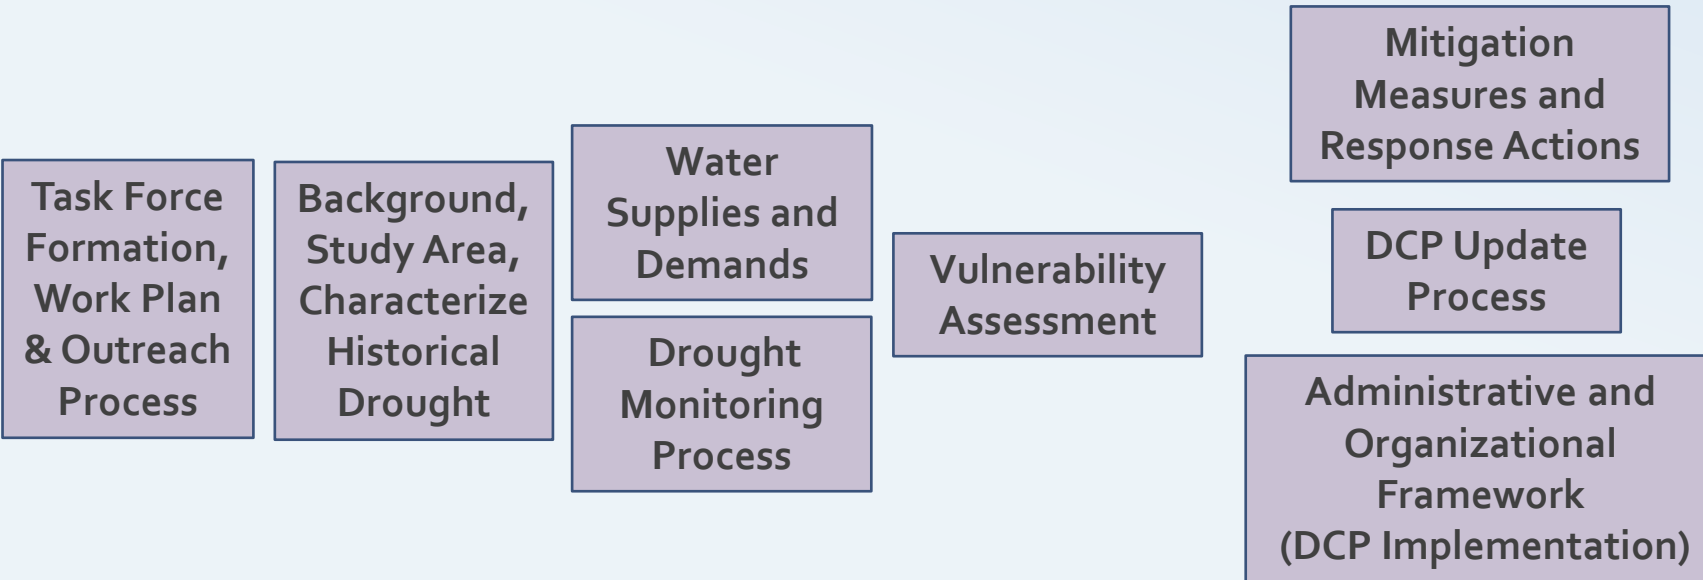 Task Force
Formation,
Work Plan
& Outreach
Process
Background,
Study Area,
Characterize
Historical
Drought
Water
Supplies and
Demands
Drought
Monitoring
Process
Vulnerability
Assessment
Mitigation
Measures and
Response Actions
DCP Update
Process
Administrative and
Organizational
Framework
(DCP Implementation)